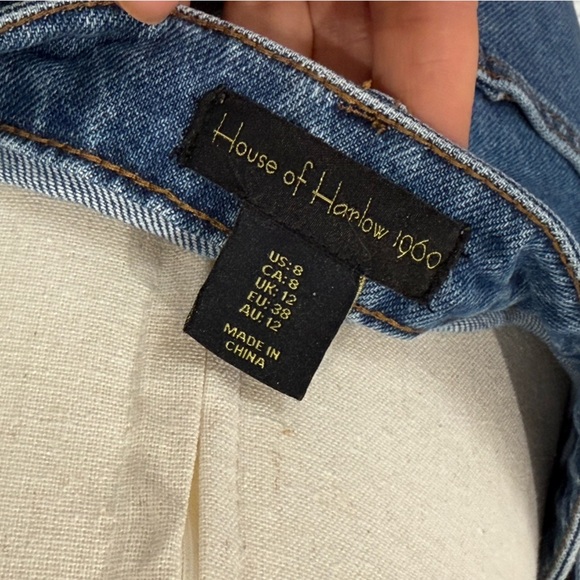 House of Harlow 1960
US: 8
CA: 8
UK: 12
EU: 38
AU: 12
MADE IN
CHINA